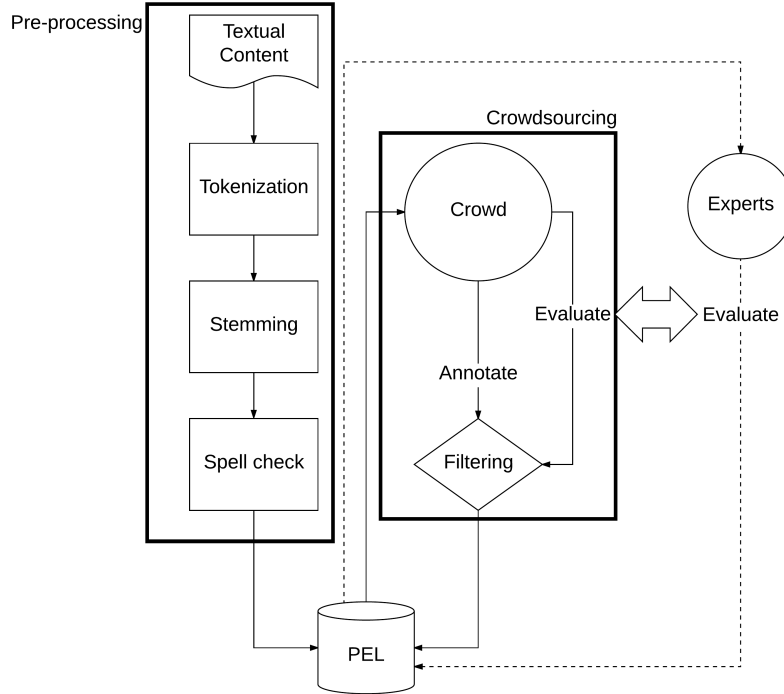 Pre-processing
Textual
Content
Tokenization
Stemming
Spell check
Crowdsourcing
Crowd
Evaluate
Annotate
Filtering
Experts
Evaluate
PEL